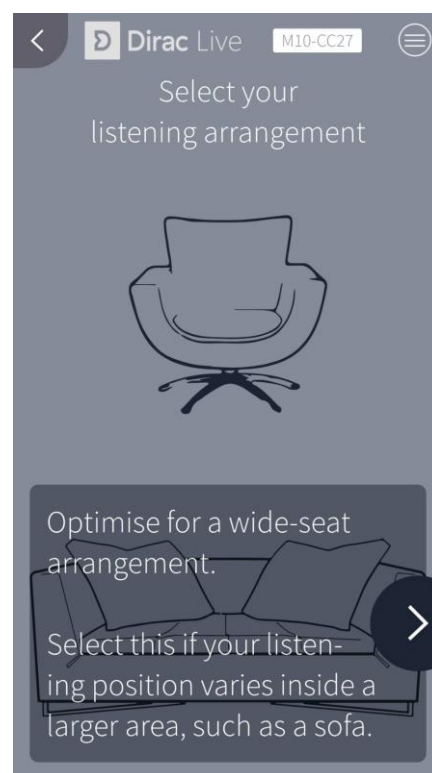 Dirac Live M10-CC27
Select your
listening arrangement
Optimise for a wide-seat
arrangement.
Select this if your listen-
ing position varies inside a
larger area, such as a sofa.